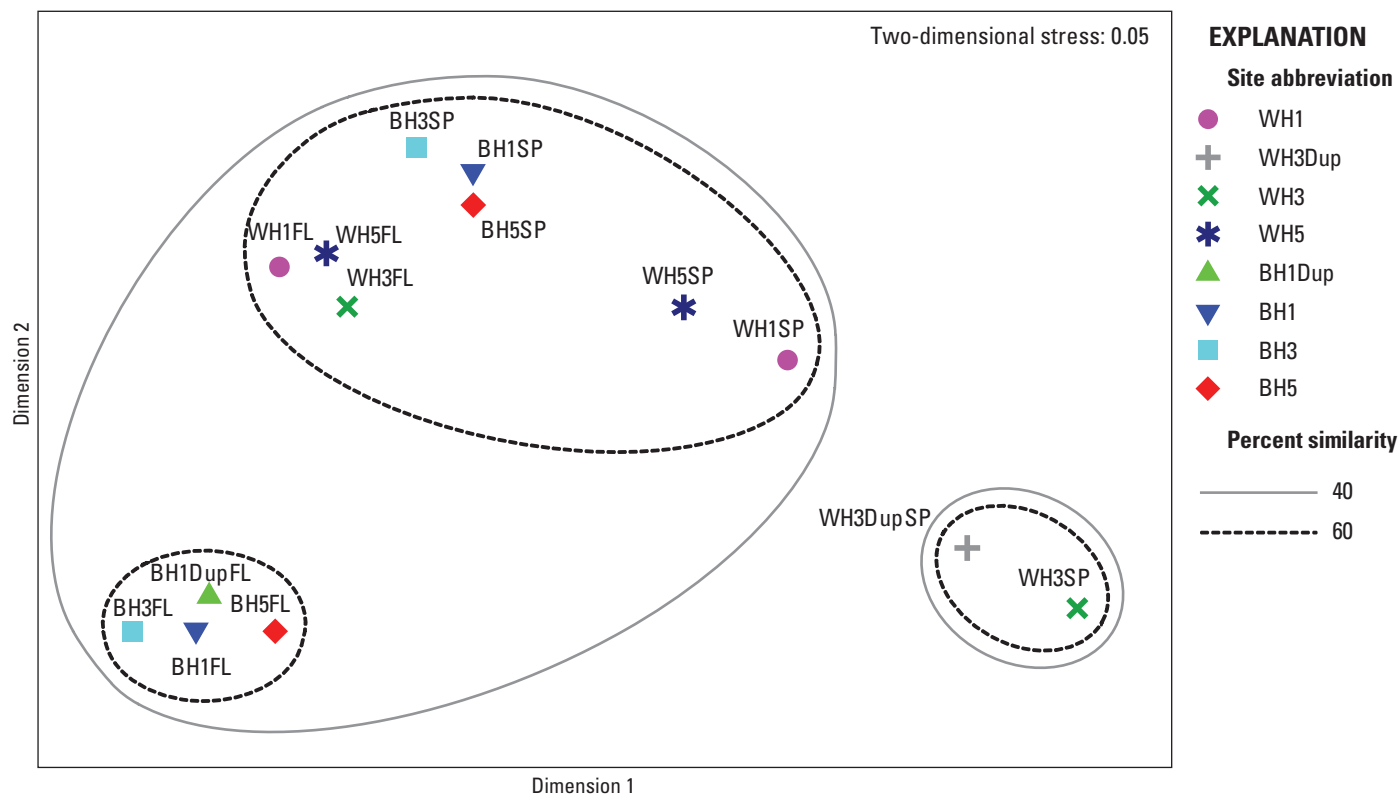 Two-dimensional stress: 0.05
BH3SP
BH1SP
BH5SP
WH1FL
WH5FL
WH3FL
WH5SP
WH1SP
WH3DupSP
WH3SP
BH1DupFL
BH3FL
BH5FL
BH1FL
Dimension 2
Dimension 1
EXPLANATION
Site abbreviation
WH1
WH3Dup
WH3
WH5
BH1Dup
BH1
BH3
BH5
Percent similarity
40
60